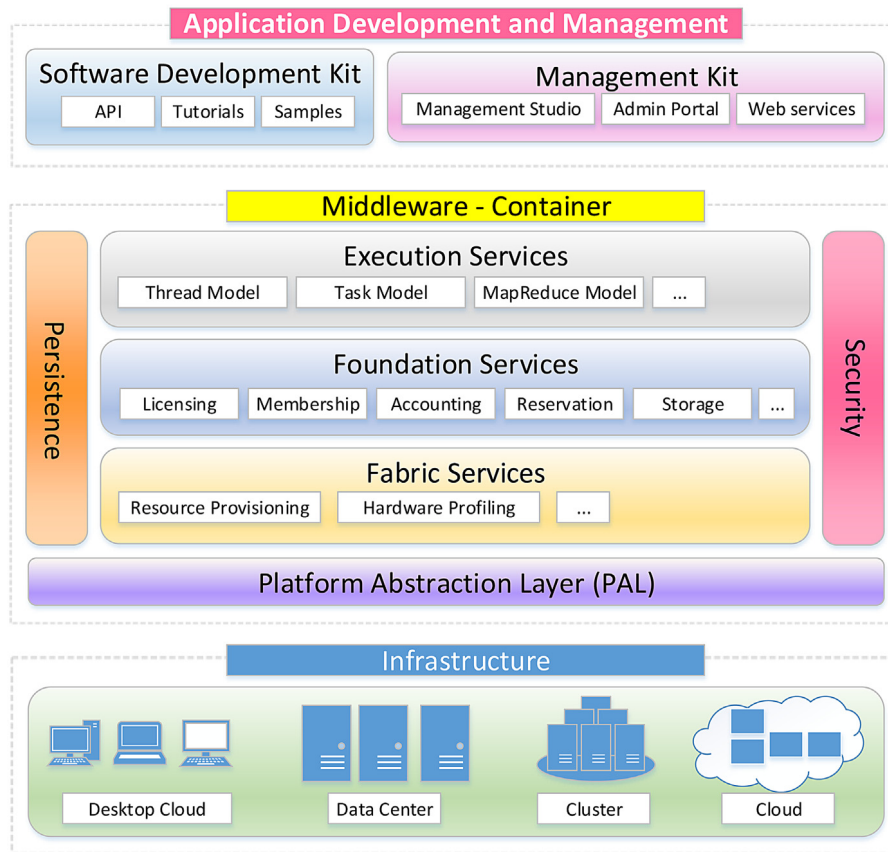 Application Development and Management
Software Development Kit
API
Tutorials
Samples
Management Kit
Management Studio
Admin Portal
Web services
Middleware - Container
Persistence
Execution Services
Thread Model
Task Model
MapReduce Model
...
Foundation Services
Licensing
Membership
Accounting
Reservation
Storage
...
Fabric Services
Resource Provisioning
Hardware Profiling
...
Security
Platform Abstraction Layer (PAL)
Infrastructure
Desktop Cloud
Data Center
Cluster
Cloud